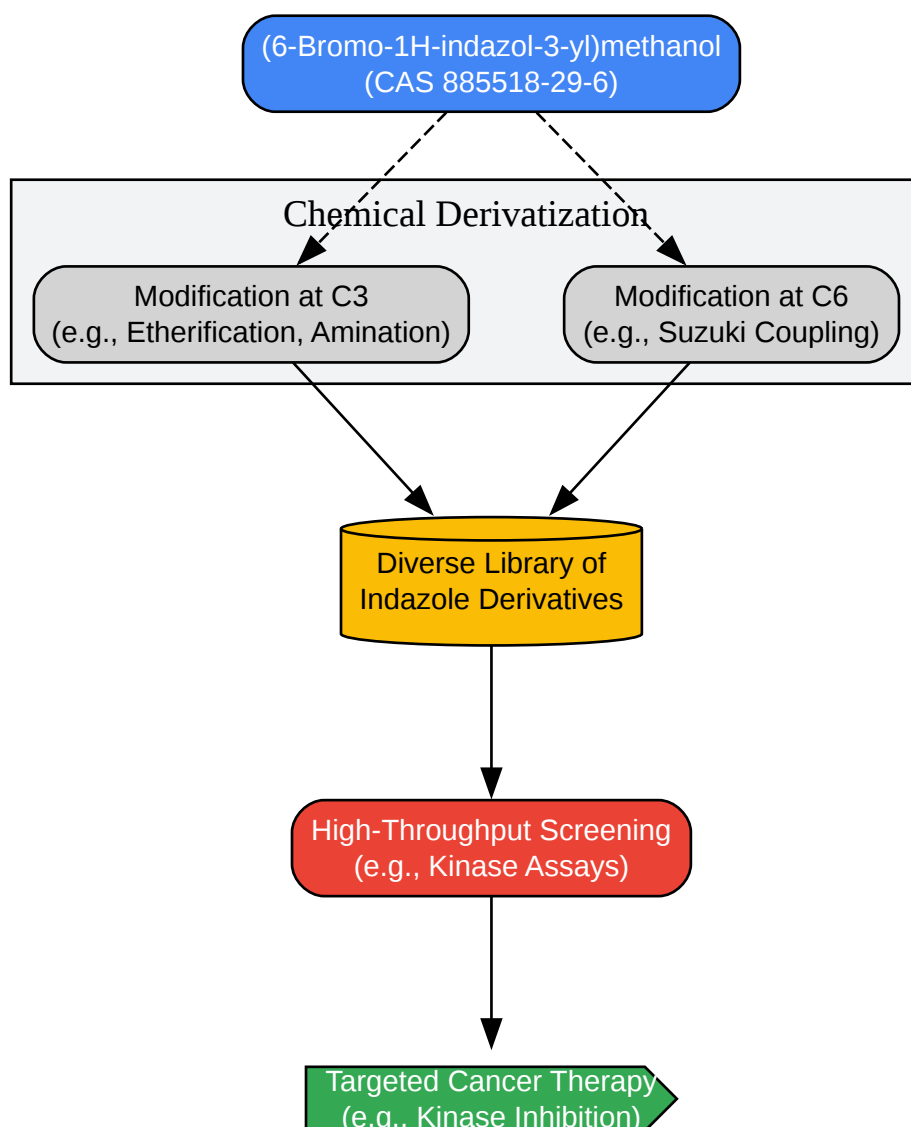 (6-Bromo-1H-indazol-3-yl)methanol
(CAS 885518-29-6)
Chemical Derivatization
Modification at C3
(e.g., Etherification, Amination)
Modification at C6
(e.g., Suzuki Coupling)
Diverse Library of
Indazole Derivatives
High-Throughput Screening
(e.g., Kinase Assays)
Targeted Cancer Therapy
(e.g., Kinase Inhibition)